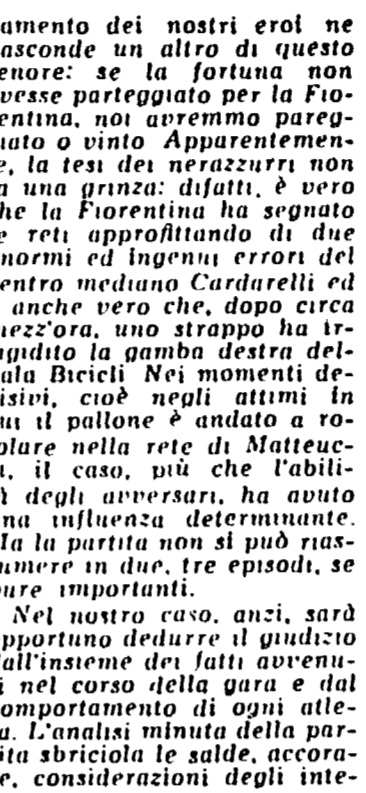 amento dei nostri eroi ne
asconde un altro di questo
enore: se la fortuna non
vesse parteggiato per la Fio-
entina, noi avremmo pareg-
iato o vinto Apparentemen-
e, la tesi dei nerazzurri non
a una grinza: difatti, è vero
he la Fiorentina ha segnato
e reti approfittando di due
normi ed ingenui errori del
entro mediano Cardarelli ed
anche vero che, dopo circa
nezz'ora, uno strappo ha ir-
igidito la gamba destra del-
ala Bicicli Nei momenti de-
isivi, cioè negli attimi in
ui il pallone è andato a ro-
olare nella rete di Matteuc-
i, il caso, più che l'abili-
à degli avversari, ha avuto
na influenza determinante.
Ma la partita non si può rias-
umere in due, tre episodi, se
pure importanti.
Nel nostro caso, anzi, sarà
opportuno dedurre il giudizio
dall'insieme dei fatti avvenu-
i nel corso della gara e dal
omportamento di ogni atle-
a. L'analisi minuta della par-
ita sbriciola le salde, accora-
e, considerazioni degli inte-